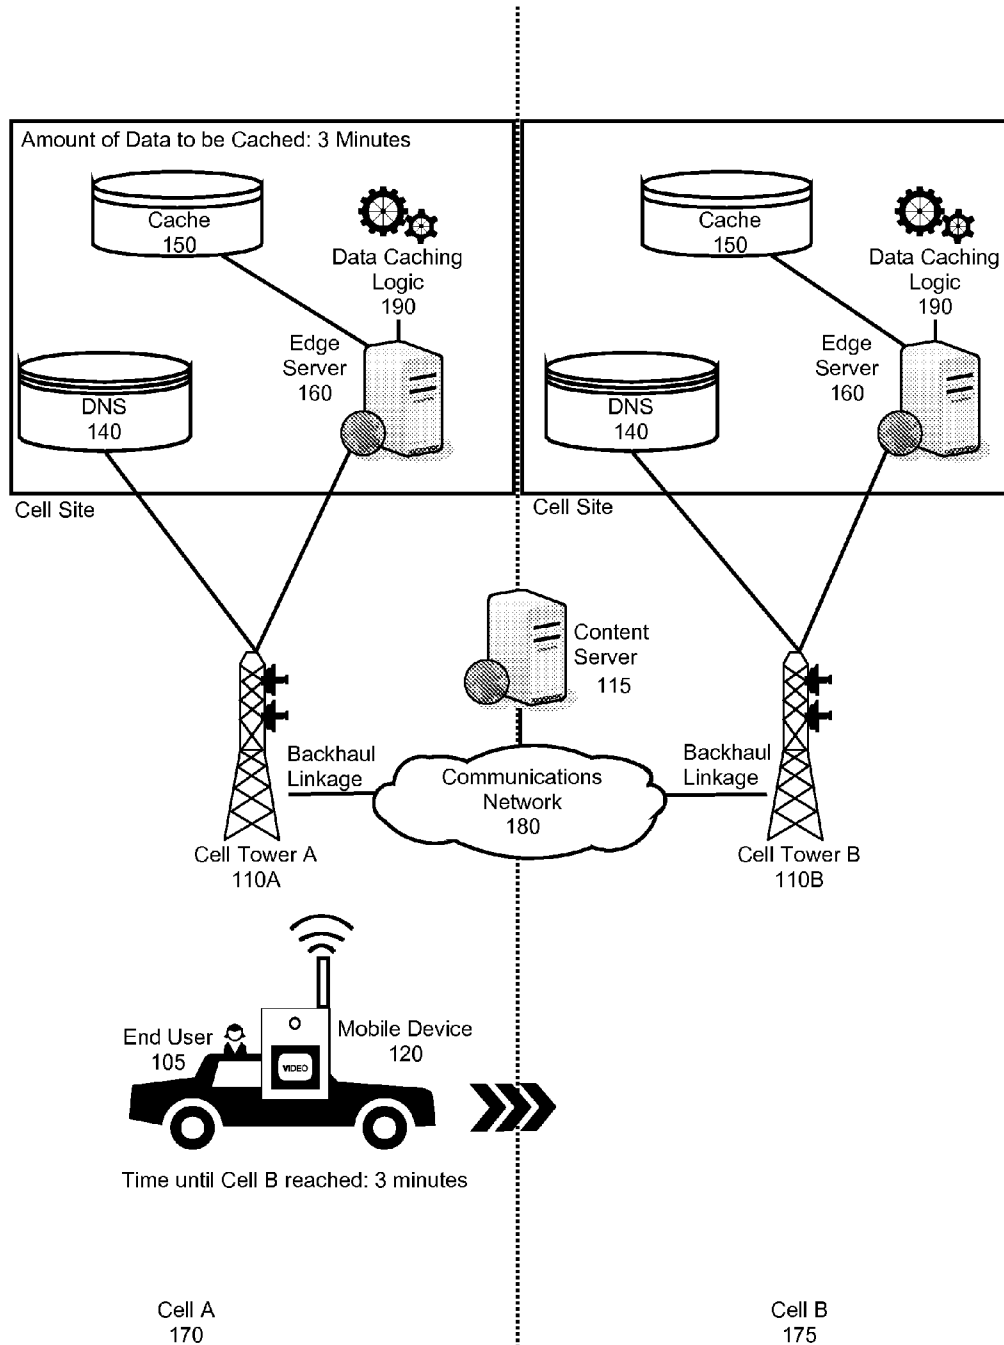 Amount of Data to be Cached: 3 Minutes
Cache
150
Data Caching
Logic
190
Edge
Server
160
DNS
140
Cell Site
Cache
150
Data Caching
Logic
190
Edge
Server
160
DNS
140
Cell Site
Content
Server
115
Backhaul
Linkage
Communications
Network
180
Backhaul
Linkage
Cell Tower A
110A
Cell Tower B
110B
End User
105
Mobile Device
120
VIDEO
Time until Cell B reached: 3 minutes
Cell A
170
Cell B
175